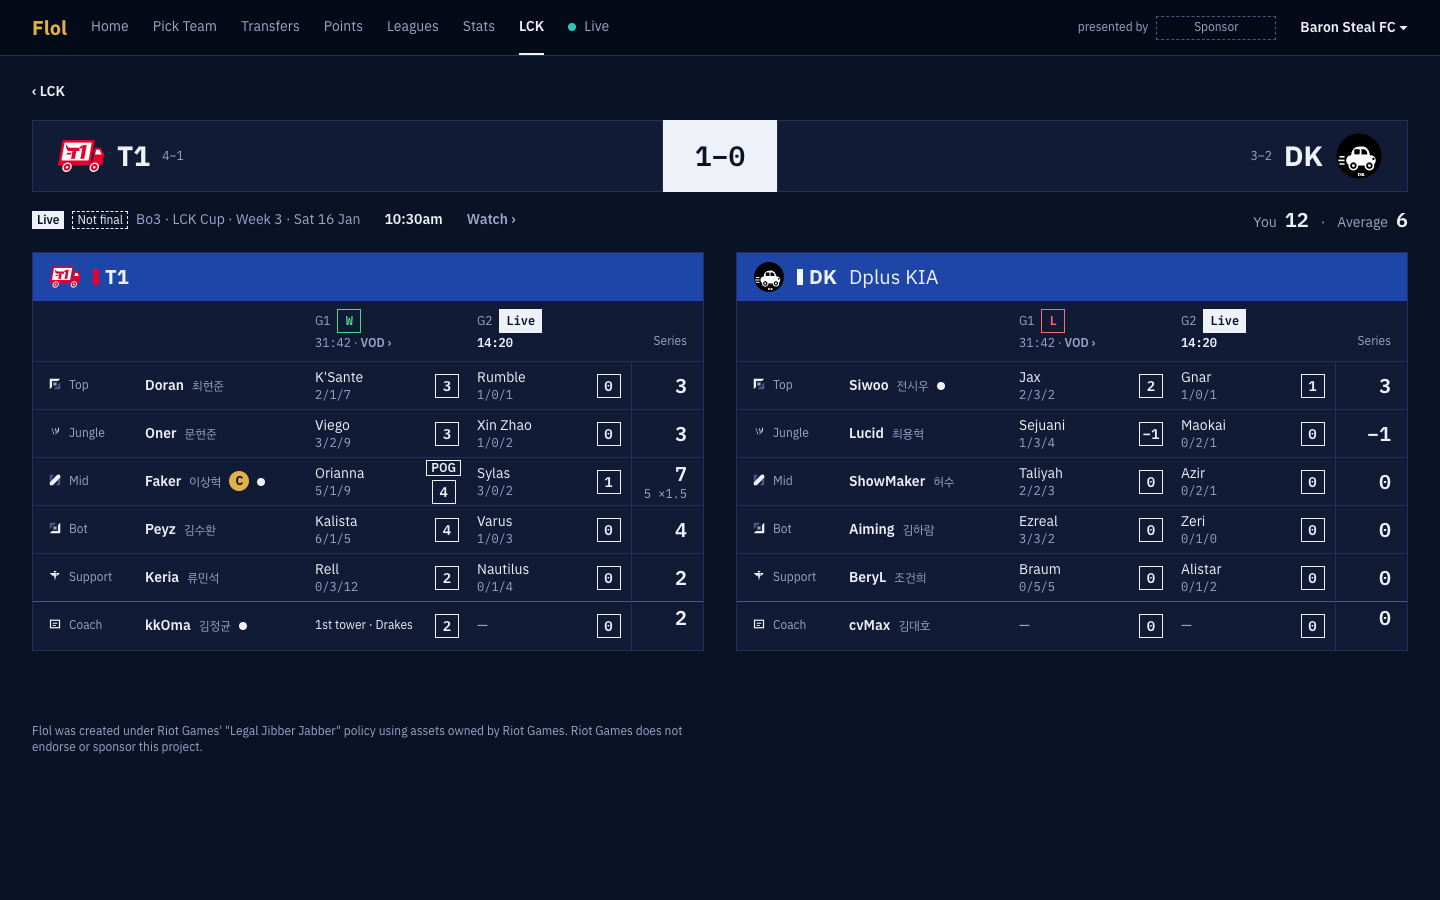 Flol Home Pick Team Transfers Points Leagues Stats LCK Live presented by Sponsor Baron Steal FC
‹ LCK
T1 T1 4–1 1–0 3–2 DK DK
Live Not final Bo3 · LCK Cup · Week 3 · Sat 16 Jan 10:30am Watch › You 12 · Average 6
T1 T1
G1 W G2 Live
31:42 · VOD › 14:20 Series
Top Doran 최현준 K'Sante 2/1/7 3 Rumble 1/0/1 0 3
Jungle Oner 문현준 Viego 3/2/9 3 Xin Zhao 1/0/2 0 3
Mid Faker 이상혁 C Orianna 5/1/9 POG 4 Sylas 3/0/2 1 7 5 ×1.5
Bot Peyz 김수환 Kalista 6/1/5 4 Varus 1/0/3 0 4
Support Keria 류민석 Rell 0/3/12 2 Nautilus 0/1/4 0 2
Coach kkOma 김정균 1st tower · Drakes 2 — 0 2
DK Dplus KIA
G1 L G2 Live
31:42 · VOD › 14:20 Series
Top Siwoo 전시우 Jax 2/3/2 2 Gnar 1/0/1 1 3
Jungle Lucid 최용혁 Sejuani 1/3/4 −1 Maokai 0/2/1 0 −1
Mid ShowMaker 허수 Taliyah 2/2/3 0 Azir 0/2/1 0 0
Bot Aiming 김하람 Ezreal 3/3/2 0 Zeri 0/1/0 0 0
Support BeryL 조건희 Braum 0/5/5 0 Alistar 0/1/2 0 0
Coach cvMax 김대호 — 0 — 0 0
Flol was created under Riot Games' "Legal Jibber Jabber" policy using assets owned by Riot Games. Riot Games does not
endorse or sponsor this project.